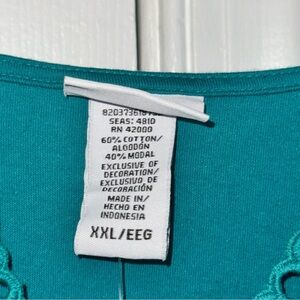 SEAS: 4810
RN 42000
60% COTTON/
ALGODÓN
40% MODAL
EXCLUSIVE OF
DECORATION/
EXCLUSIVO DE
DECORACIÓN
MADE IN/
HECHO EN
INDONESIA
XXL/EEG